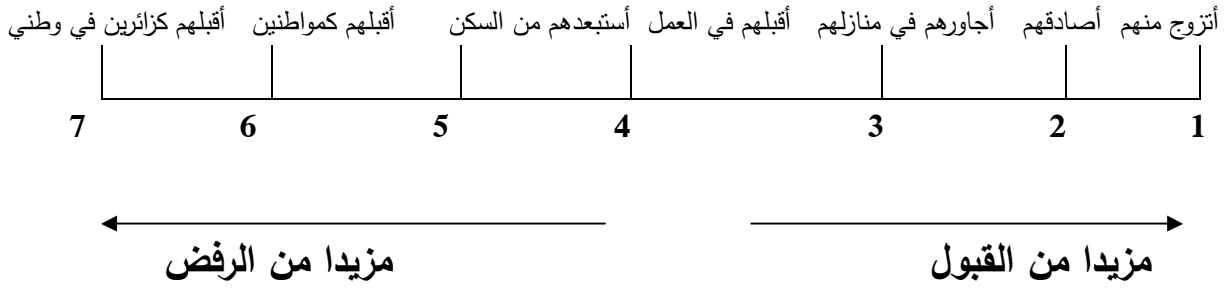 أتزوج منهم أصادقهم أجاورهم في منازلهم أقبلهم في العمل أستبعدهم من السكن أقبلهم كمواطنين أقبلهم كزائرين في وطني
1 2 3 4 5 6 7
مزيدا من القبول مزيدا من الرفض